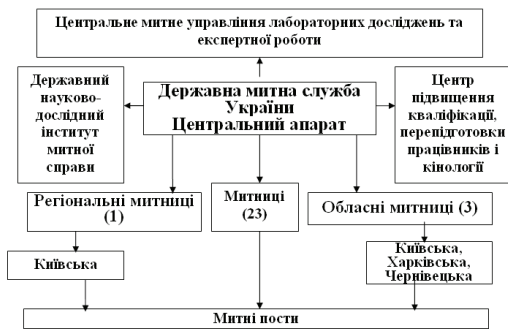 Центральне митне управління лабораторних досліджень та
експертної роботи
Державний
науково-
дослідний
інститут
митної
справи
Державна митна служба
України
Центральний апарат
Центр
підвищення
кваліфікації,
перепідготовки
працівників і
кінології
Регіональні митниці
(1)
Митниці
(23)
Обласні митниці (3)
Київська
Київська,
Харківська,
Чернівецька
Митні пости